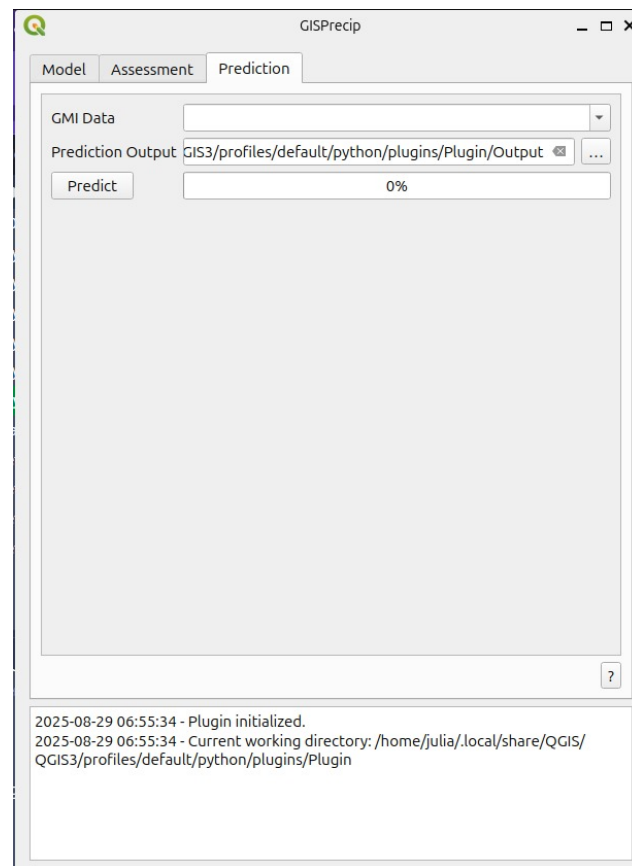 GISPrecip
Model Assessment Prediction
GMI Data
Prediction Output GIS3/profiles/default/python/plugins/Plugin/Output ...
Predict 0%
?
2025-08-29 06:55:34 - Plugin initialized.
2025-08-29 06:55:34 - Current working directory: /home/julia/.local/share/QGIS/
QGIS3/profiles/default/python/plugins/Plugin